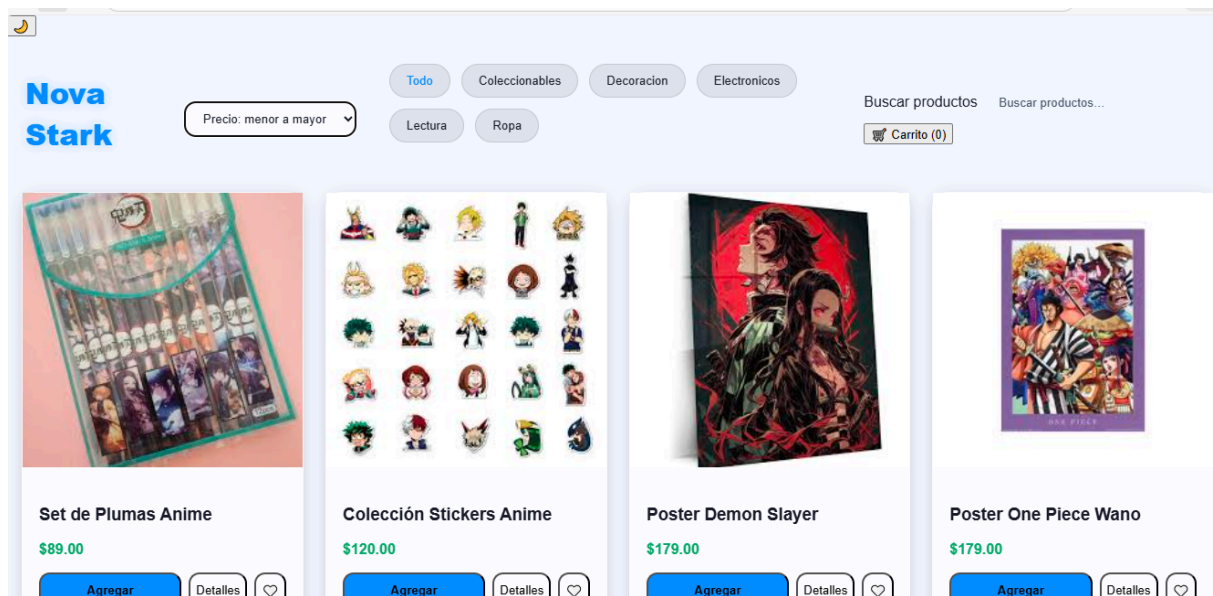 Nova
Stark
Precio: menor a mayor
Todo
Coleccionables
Decoracion
Electronicos
Lectura
Ropa
Buscar productos
Buscar productos...
Carrito (0)
ONE PIECE
Set de Plumas Anime
Colección Stickers Anime
Poster Demon Slayer
Poster One Piece Wano
$89.00
$120.00
$179.00
$179.00
Agregar
Detalles
Agregar
Detalles
Agregar
Detalles
Agregar
Detalles